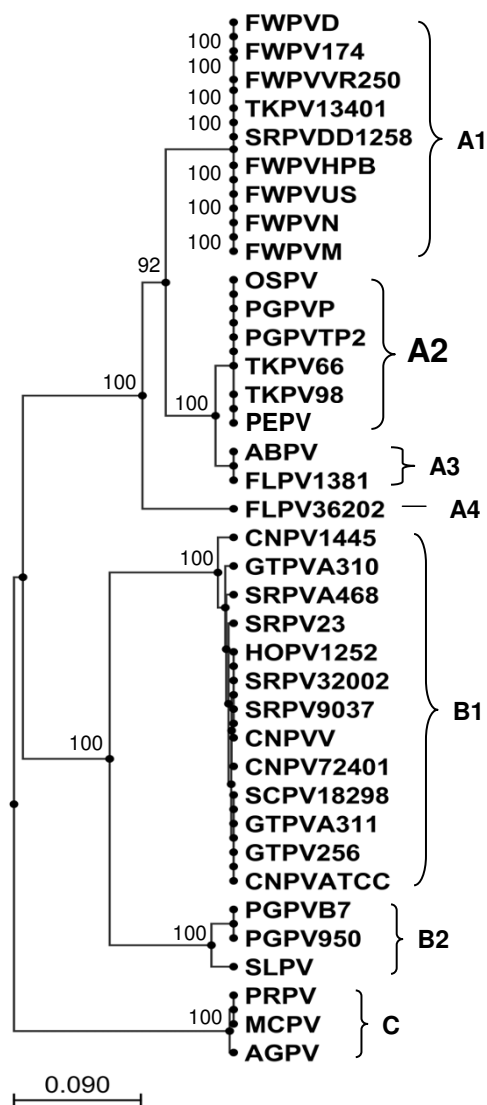 FWPVD
100
FWPV174
100
FWPVVR250
100
TKPV13401
100
SRPVDD1258
A1
FWPVHPB
100
FWPVUS
100
FWPVN
100
FWPVM
92
OSPV
PGPVP
PGPVTP2
A2
TKPV66
100
TKPV98
100
PEPV
ABPV
A3
FLPV1381
FLPV36202
A4
CNPV1445
100
GTPVA310
SRPVA468
SRPV23
HOPV1252
SRPV32002
SRPV9037
B1
CNPVV
100
CNPV72401
SCPV18298
GTPVA311
GTPV256
CNPVATCC
PGPVB7
100
PGPV950
B2
SLPV
PRPV
100
MCPV
C
AGPV
0.090